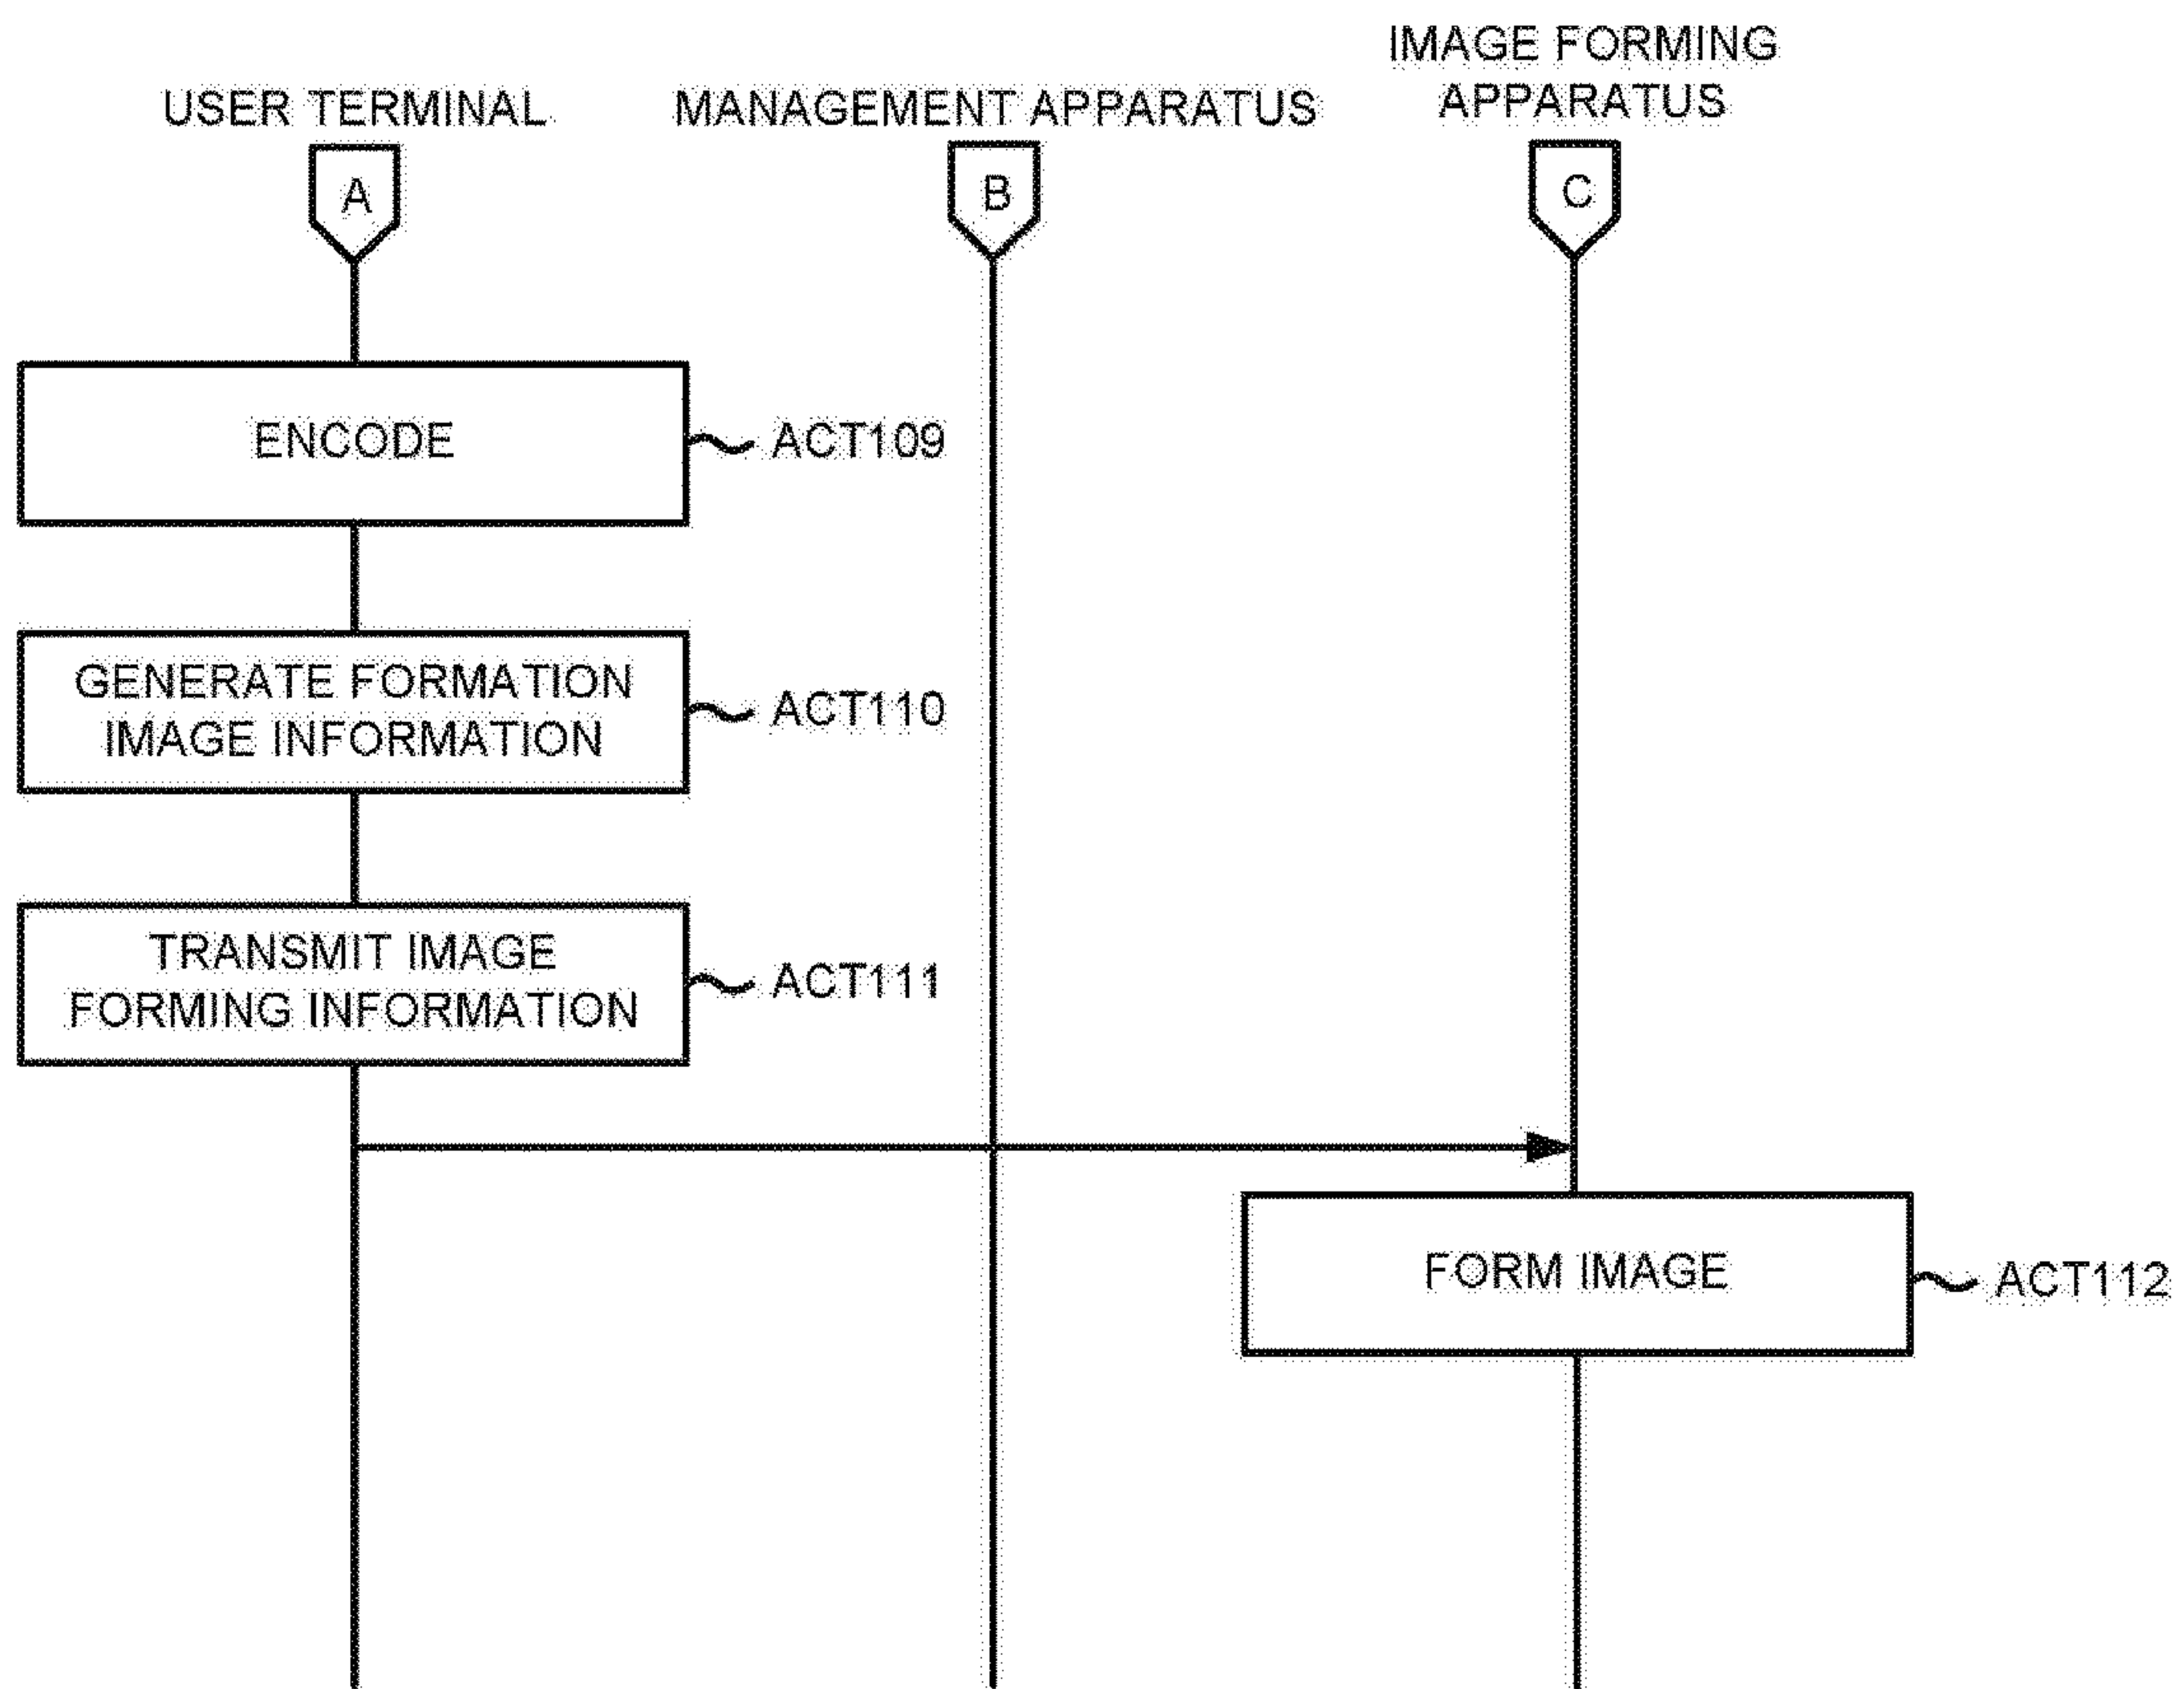 USER TERMINAL
MANAGEMENT APPARATUS
IMAGE FORMING
APPARATUS
A
B
C
ENCODE
ACT109
GENERATE FORMATION
IMAGE INFORMATION
ACT110
TRANSMIT IMAGE
FORMING INFORMATION
ACT111
FORM IMAGE
ACT112